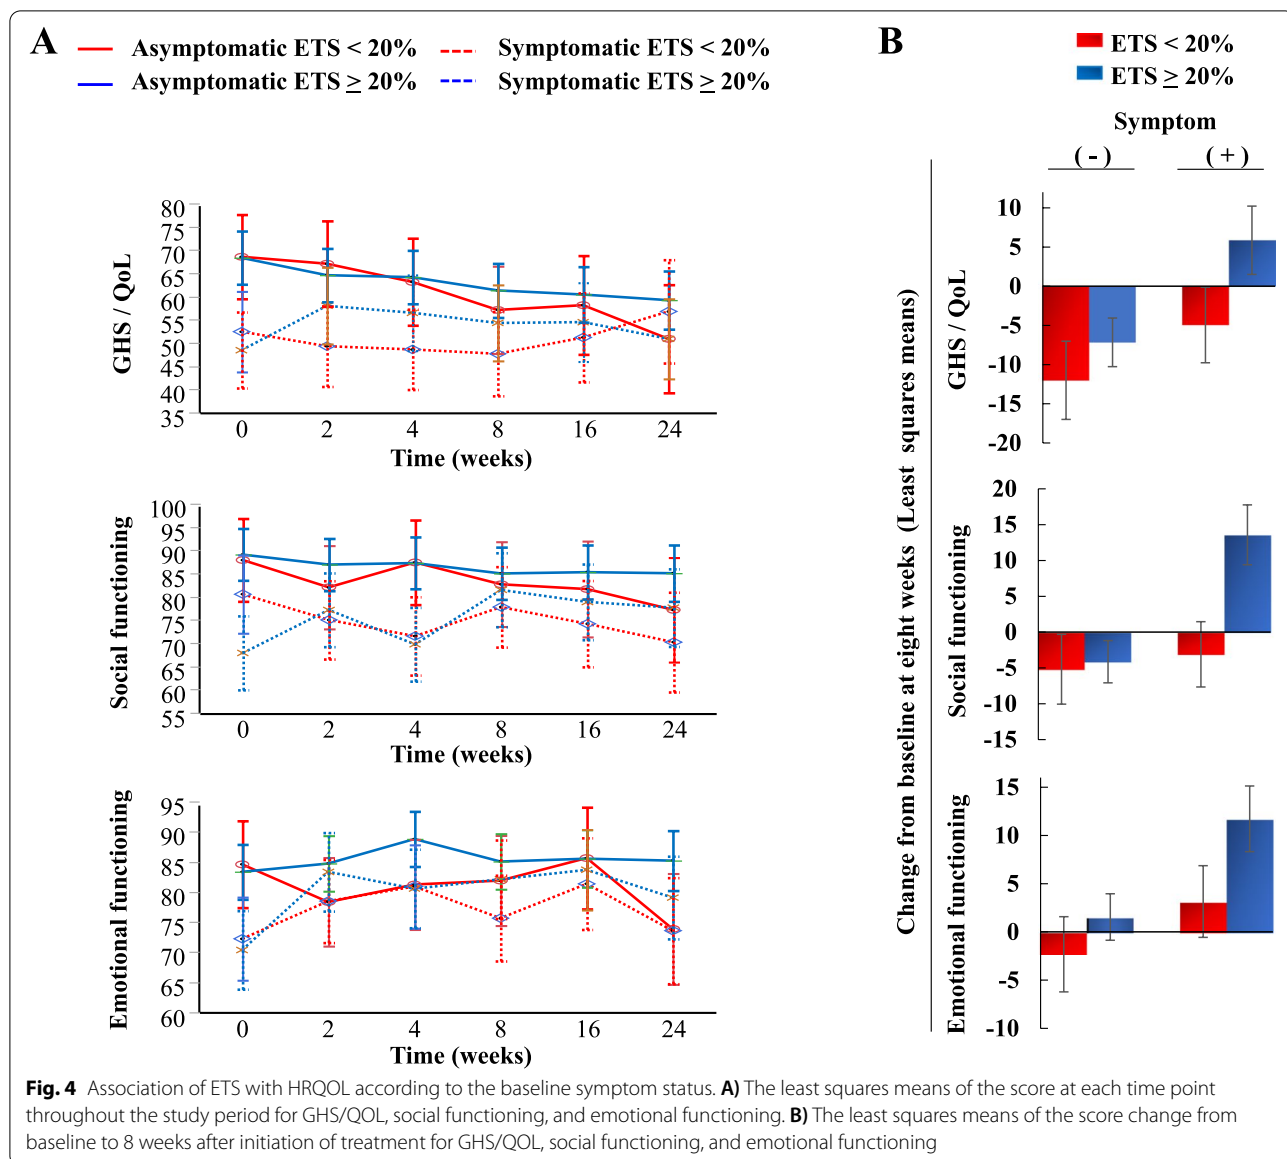 A
Asymptomatic ETS < 20%
Symptomatic ETS < 20%
Asymptomatic ETS ≥ 20%
Symptomatic ETS ≥ 20%
GHS / QoL
80
75
70
65
60
55
50
45
40
35
0 2 4 8 16 24
Time (weeks)
Social functioning
100
95
90
85
80
75
70
65
60
55
0 2 4 8 16 24
Time (weeks)
Emotional functioning
95
90
85
80
75
70
65
60
0 2 4 8 16 24
Time (weeks)
B
ETS < 20%
ETS ≥ 20%
Symptom
( - ) ( + )
Change from baseline at eight weeks (Least squares means)
GHS / QoL
10
5
0
-5
-10
-15
-20
Social functioning
20
15
10
5
0
-5
-10
-15
Emotional functioning
15
10
5
0
-5
-10
Fig. 4 Association of ETS with HRQOL according to the baseline symptom status. A) The least squares means of the score at each time point
throughout the study period for GHS/QOL, social functioning, and emotional functioning. B) The least squares means of the score change from
baseline to 8 weeks after initiation of treatment for GHS/QOL, social functioning, and emotional functioning